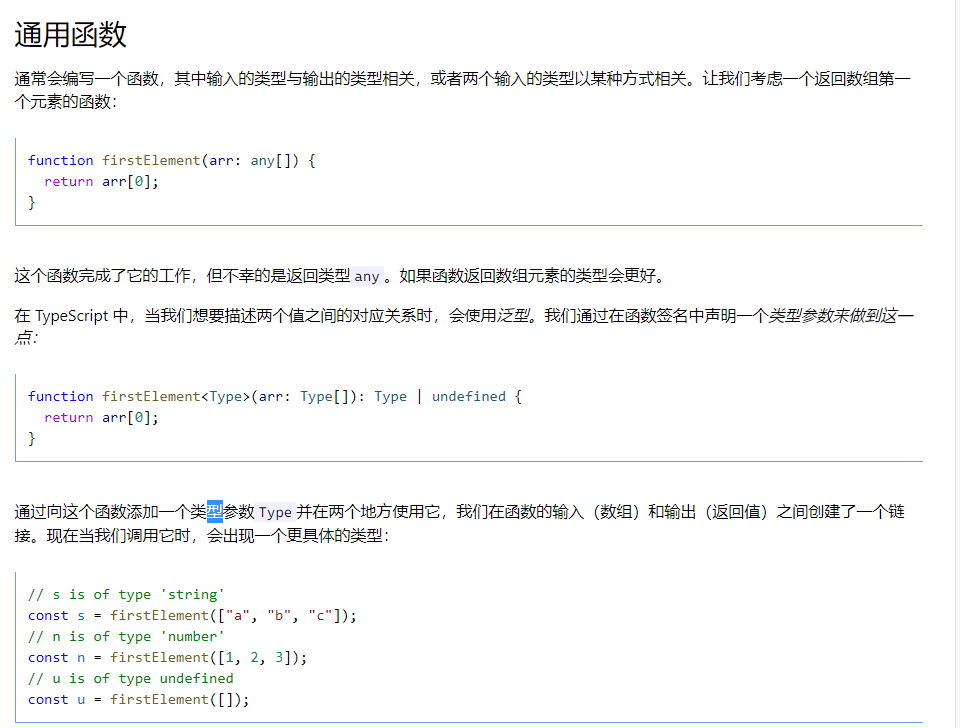 通用函数
通常会编写一个函数，其中输入的类型与输出的类型相关，或者两个输入的类型以某种方式相关。让我们考虑一个返回数组第一
个元素的函数：
function firstElement(arr: any[]) {
  return arr[0];
}
这个函数完成了它的工作，但不幸的是返回类型 any 。如果函数返回数组元素的类型会更好。
在 TypeScript 中，当我们想要描述两个值之间的对应关系时，会使用泛型。我们通过在函数签名中声明一个类型参数来做到这一
点：
function firstElement<Type>(arr: Type[]): Type | undefined {
  return arr[0];
}
通过向这个函数添加一个类型参数 Type 并在两个地方使用它，我们在函数的输入（数组）和输出（返回值）之间创建了一个链
接。现在当我们调用它时，会出现一个更具体的类型：
// s is of type 'string'
const s = firstElement(["a", "b", "c"]);
// n is of type 'number'
const n = firstElement([1, 2, 3]);
// u is of type undefined
const u = firstElement([]);